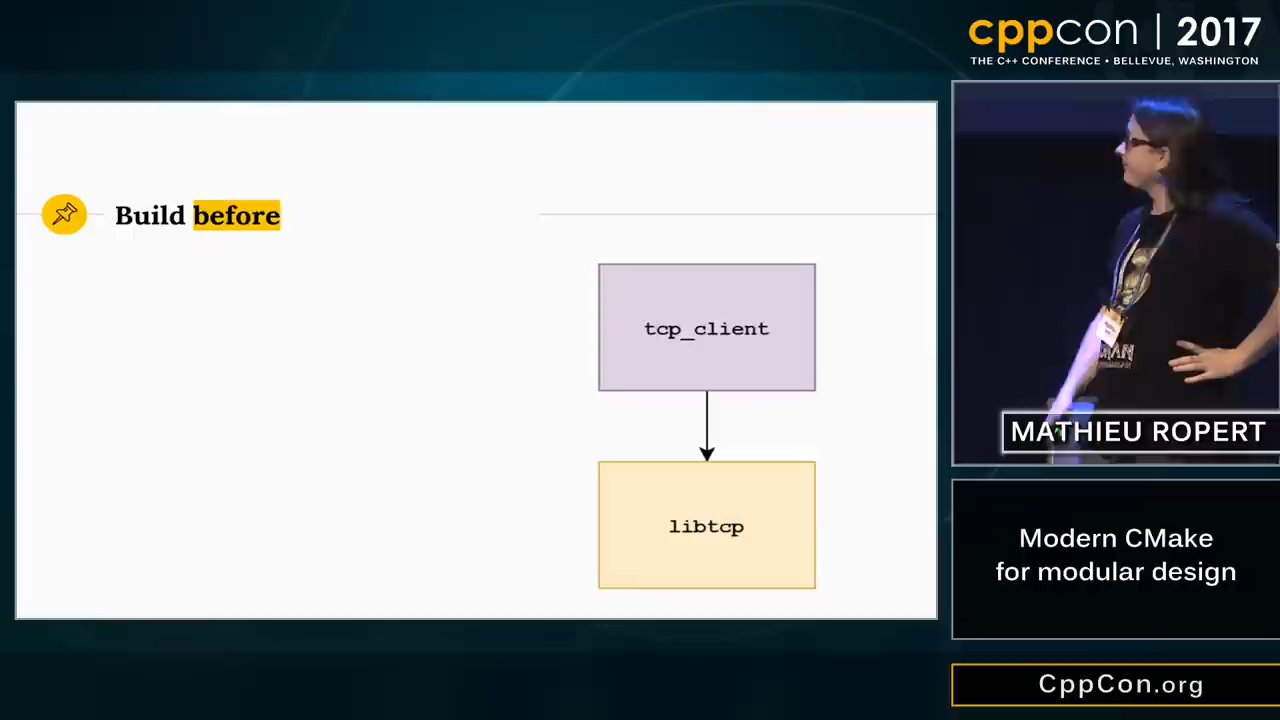 cppcon | 2017
THE C++ CONFERENCE • BELLEVUE, WASHINGTON
Build before
tcp_client
libtcp
MATHIEU ROPERT
Modern CMake
for modular design
CppCon.org